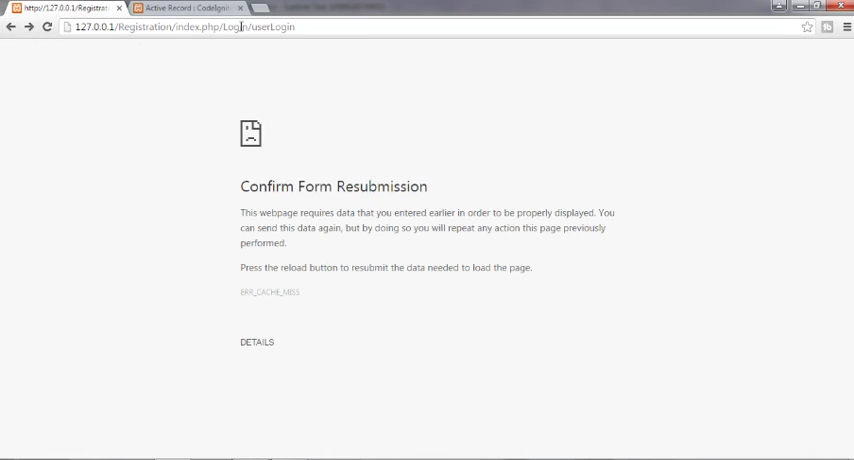 http://127.0.0.1/Registrat
Active Record : CodeIgnit
127.0.0.1/Registration/index.php/Login/userLogin
Confirm Form Resubmission
This webpage requires data that you entered earlier in order to be properly displayed. You
can send this data again, but by doing so you will repeat any action this page previously
performed.
Press the reload button to resubmit the data needed to load the page.
ERR_CACHE_MISS
DETAILS